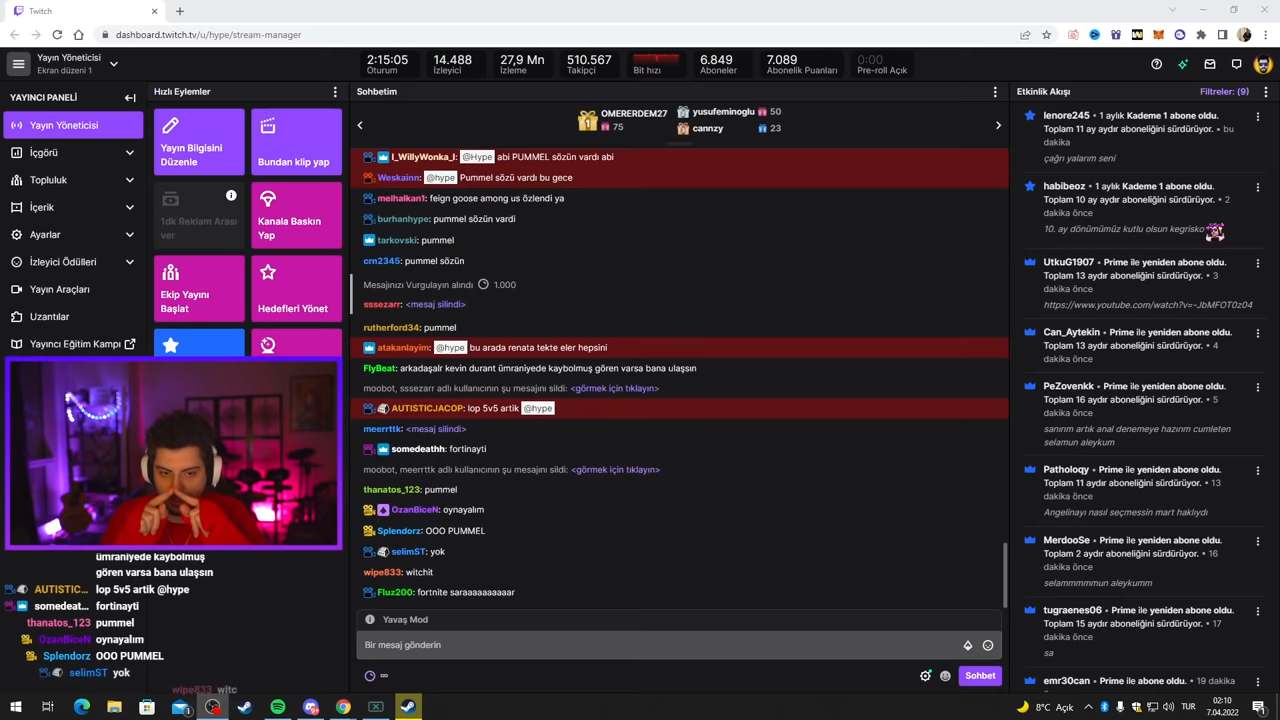 Twitch
dashboard.twitch.tv/u/hype/stream-manager
Yayın Yöneticisi
Ekran düzeni 1
2:15:05
Oturum
14.488
İzleyici
27,9 Mn
İzleme
510.567
Takipçi
Bit hızı
6.849
Aboneler
7.089
Abonelik Puanları
0:00
Pre-roll Açık
YAYINCI PANELİ
Yayın Yöneticisi
İçgörü
Topluluk
İçerik
Ayarlar
İzleyici Ödülleri
Yayın Araçları
Uzantılar
Yayıncı Eğitim Kampı
Hızlı Eylemler
Yayın Bilgisini
Düzenle
Bundan klip yap
1dk Reklam Arası
ver
Kanala Baskın
Yap
Ekip Yayını
Başlat
Hedefleri Yönet
ümraniyede kaybolmuş
gören varsa bana ulaşsın
AUTISTIC... lop 5v5 artik @hype
somedeat... fortinayti
thanatos_123 pummel
OzanBiceN oynayalım
Splendorz OOO PUMMEL
selimST yok
wipe833 witc
Sohbetim
1
OMERERDEM27
75
yusufeminoglu 50
cannzy 23
I_WillyWonka_I: @Hype abi PUMMEL sözün vardı abi
Weskainn: @hype Pummel sözü vardı bu gece
melhalkan1: feign goose among us özlendi ya
burhanhype: pummel sözün vardi
tarkovski: pummel
crn2345: pummel sözün
Mesajınızı Vurgulayın alındı 1.000
sssezarr: <mesaj silindi>
rutherford34: pummel
atakanlayim: @hype bu arada renata tekte eler hepsini
FlyBeat: arkadaşalr kevin durant ümraniyede kaybolmuş gören varsa bana ulaşsın
moobot, sssezarr adlı kullanıcının şu mesajını sildi: <görmek için tıklayın>
AUTISTICJACOP: lop 5v5 artik @hype
meerrttk: <mesaj silindi>
somedeathh: fortinayti
moobot, meerrttk adlı kullanıcının şu mesajını sildi: <görmek için tıklayın>
thanatos_123: pummel
OzanBiceN: oynayalım
Splendorz: OOO PUMMEL
selimST: yok
wipe833: witchit
Fluz200: fortnite saraaaaaaaaaar
Yavaş Mod
Bir mesaj gönderin
∞
Sohbet
Etkinlik Akışı
Filtreler: (9)
lenore245 • 1 aylık Kademe 1 abone oldu.
Toplam 11 ay aydır aboneliğini sürdürüyor. • bu
dakika
çağrı yalarım seni
habibeoz • 1 aylık Kademe 1 abone oldu.
Toplam 10 ay aydır aboneliğini sürdürüyor. • 2
dakika önce
10. ay dönümümüz kutlu olsun kegrisko
UtkuG1907 • Prime ile yeniden abone oldu.
Toplam 13 aydır aboneliğini sürdürüyor. • 3
dakika önce
https://www.youtube.com/watch?v=-JbMFOT0z04
Can_Aytekin • Prime ile yeniden abone oldu.
Toplam 13 aydır aboneliğini sürdürüyor. • 4
dakika önce
PeZovenkk • Prime ile yeniden abone oldu.
Toplam 16 aydır aboneliğini sürdürüyor. • 5
dakika önce
sanırım artık anal denemeye hazırım cumleten
selamun aleykum
Patholoqy • Prime ile yeniden abone oldu.
Toplam 11 aydır aboneliğini sürdürüyor. • 13
dakika önce
Angelinayı nasıl seçmessin mart haklıydı
MerdooSe • Prime ile yeniden abone oldu.
Toplam 2 aydır aboneliğini sürdürüyor. • 16
dakika önce
selammmmmun aleykumm
tugraenes06 • Prime ile yeniden abone oldu.
Toplam 15 aydır aboneliğini sürdürüyor. • 17
dakika önce
sa
emr30can • Prime ile abone oldu. • 19 dakika
8°C Açık
TUR
02:10
7.04.2022